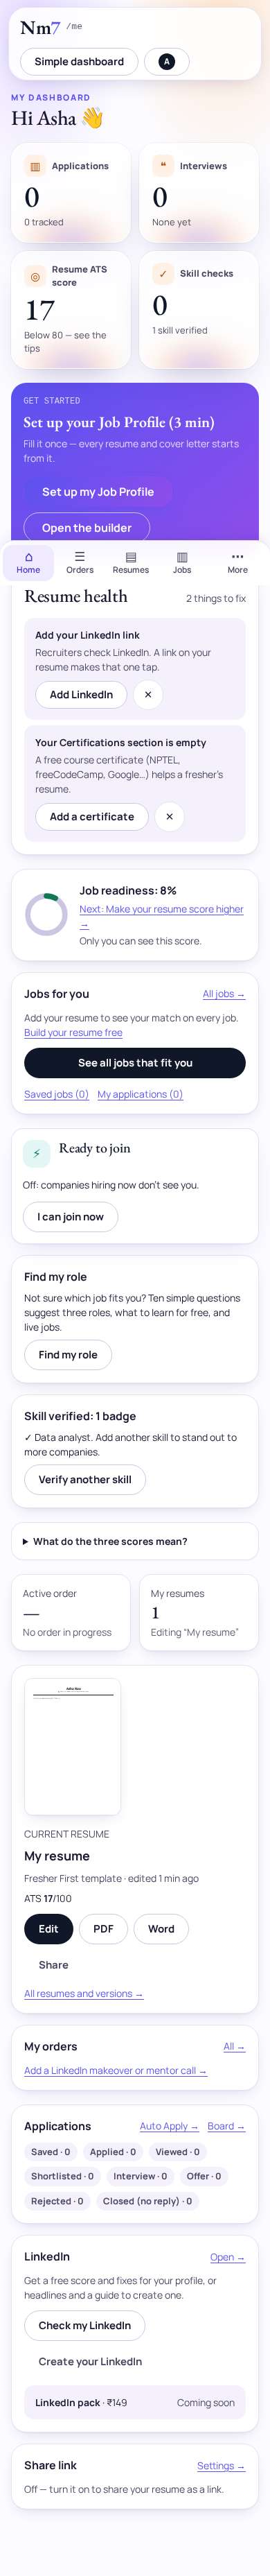 Nm7 /me
Simple dashboard
A
MY DASHBOARD
Hi Asha 👋
Applications
0
0 tracked
Interviews
0
None yet
Resume ATS
score
17
Below 80 — see the
tips
Skill checks
0
1 skill verified
GET STARTED
Set up your Job Profile (3 min)
Fill it once — every resume and cover letter starts
from it.
Set up my Job Profile
Open the builder
Home
Orders
Resumes
Jobs
More
Resume health
2 things to fix
Add your LinkedIn link
Recruiters check LinkedIn. A link on your
resume makes that one tap.
Add LinkedIn
✕
Your Certifications section is empty
A free course certificate (NPTEL,
freeCodeCamp, Google…) helps a fresher's
resume.
Add a certificate
✕
Job readiness: 8%
Next: Make your resume score higher
→
Only you can see this score.
Jobs for you
All jobs →
Add your resume to see your match on every job.
Build your resume free
See all jobs that fit you
Saved jobs (0)
My applications (0)
Ready to join
Off: companies hiring now don't see you.
I can join now
Find my role
Not sure which job fits you? Ten simple questions
suggest three roles, what to learn for free, and
live jobs.
Find my role
Skill verified: 1 badge
✓ Data analyst. Add another skill to stand out to
more companies.
Verify another skill
▶ What do the three scores mean?
Active order
—
No order in progress
My resumes
1
Editing “My resume”
CURRENT RESUME
My resume
Fresher First template · edited 1 min ago
ATS 17/100
Edit
PDF
Word
Share
All resumes and versions →
My orders
All →
Add a LinkedIn makeover or mentor call →
Applications
Auto Apply →
Board →
Saved · 0
Applied · 0
Viewed · 0
Shortlisted · 0
Interview · 0
Offer · 0
Rejected · 0
Closed (no reply) · 0
LinkedIn
Open →
Get a free score and fixes for your profile, or
headlines and a guide to create one.
Check my LinkedIn
Create your LinkedIn
LinkedIn pack · ₹149
Coming soon
Share link
Settings →
Off — turn it on to share your resume as a link.